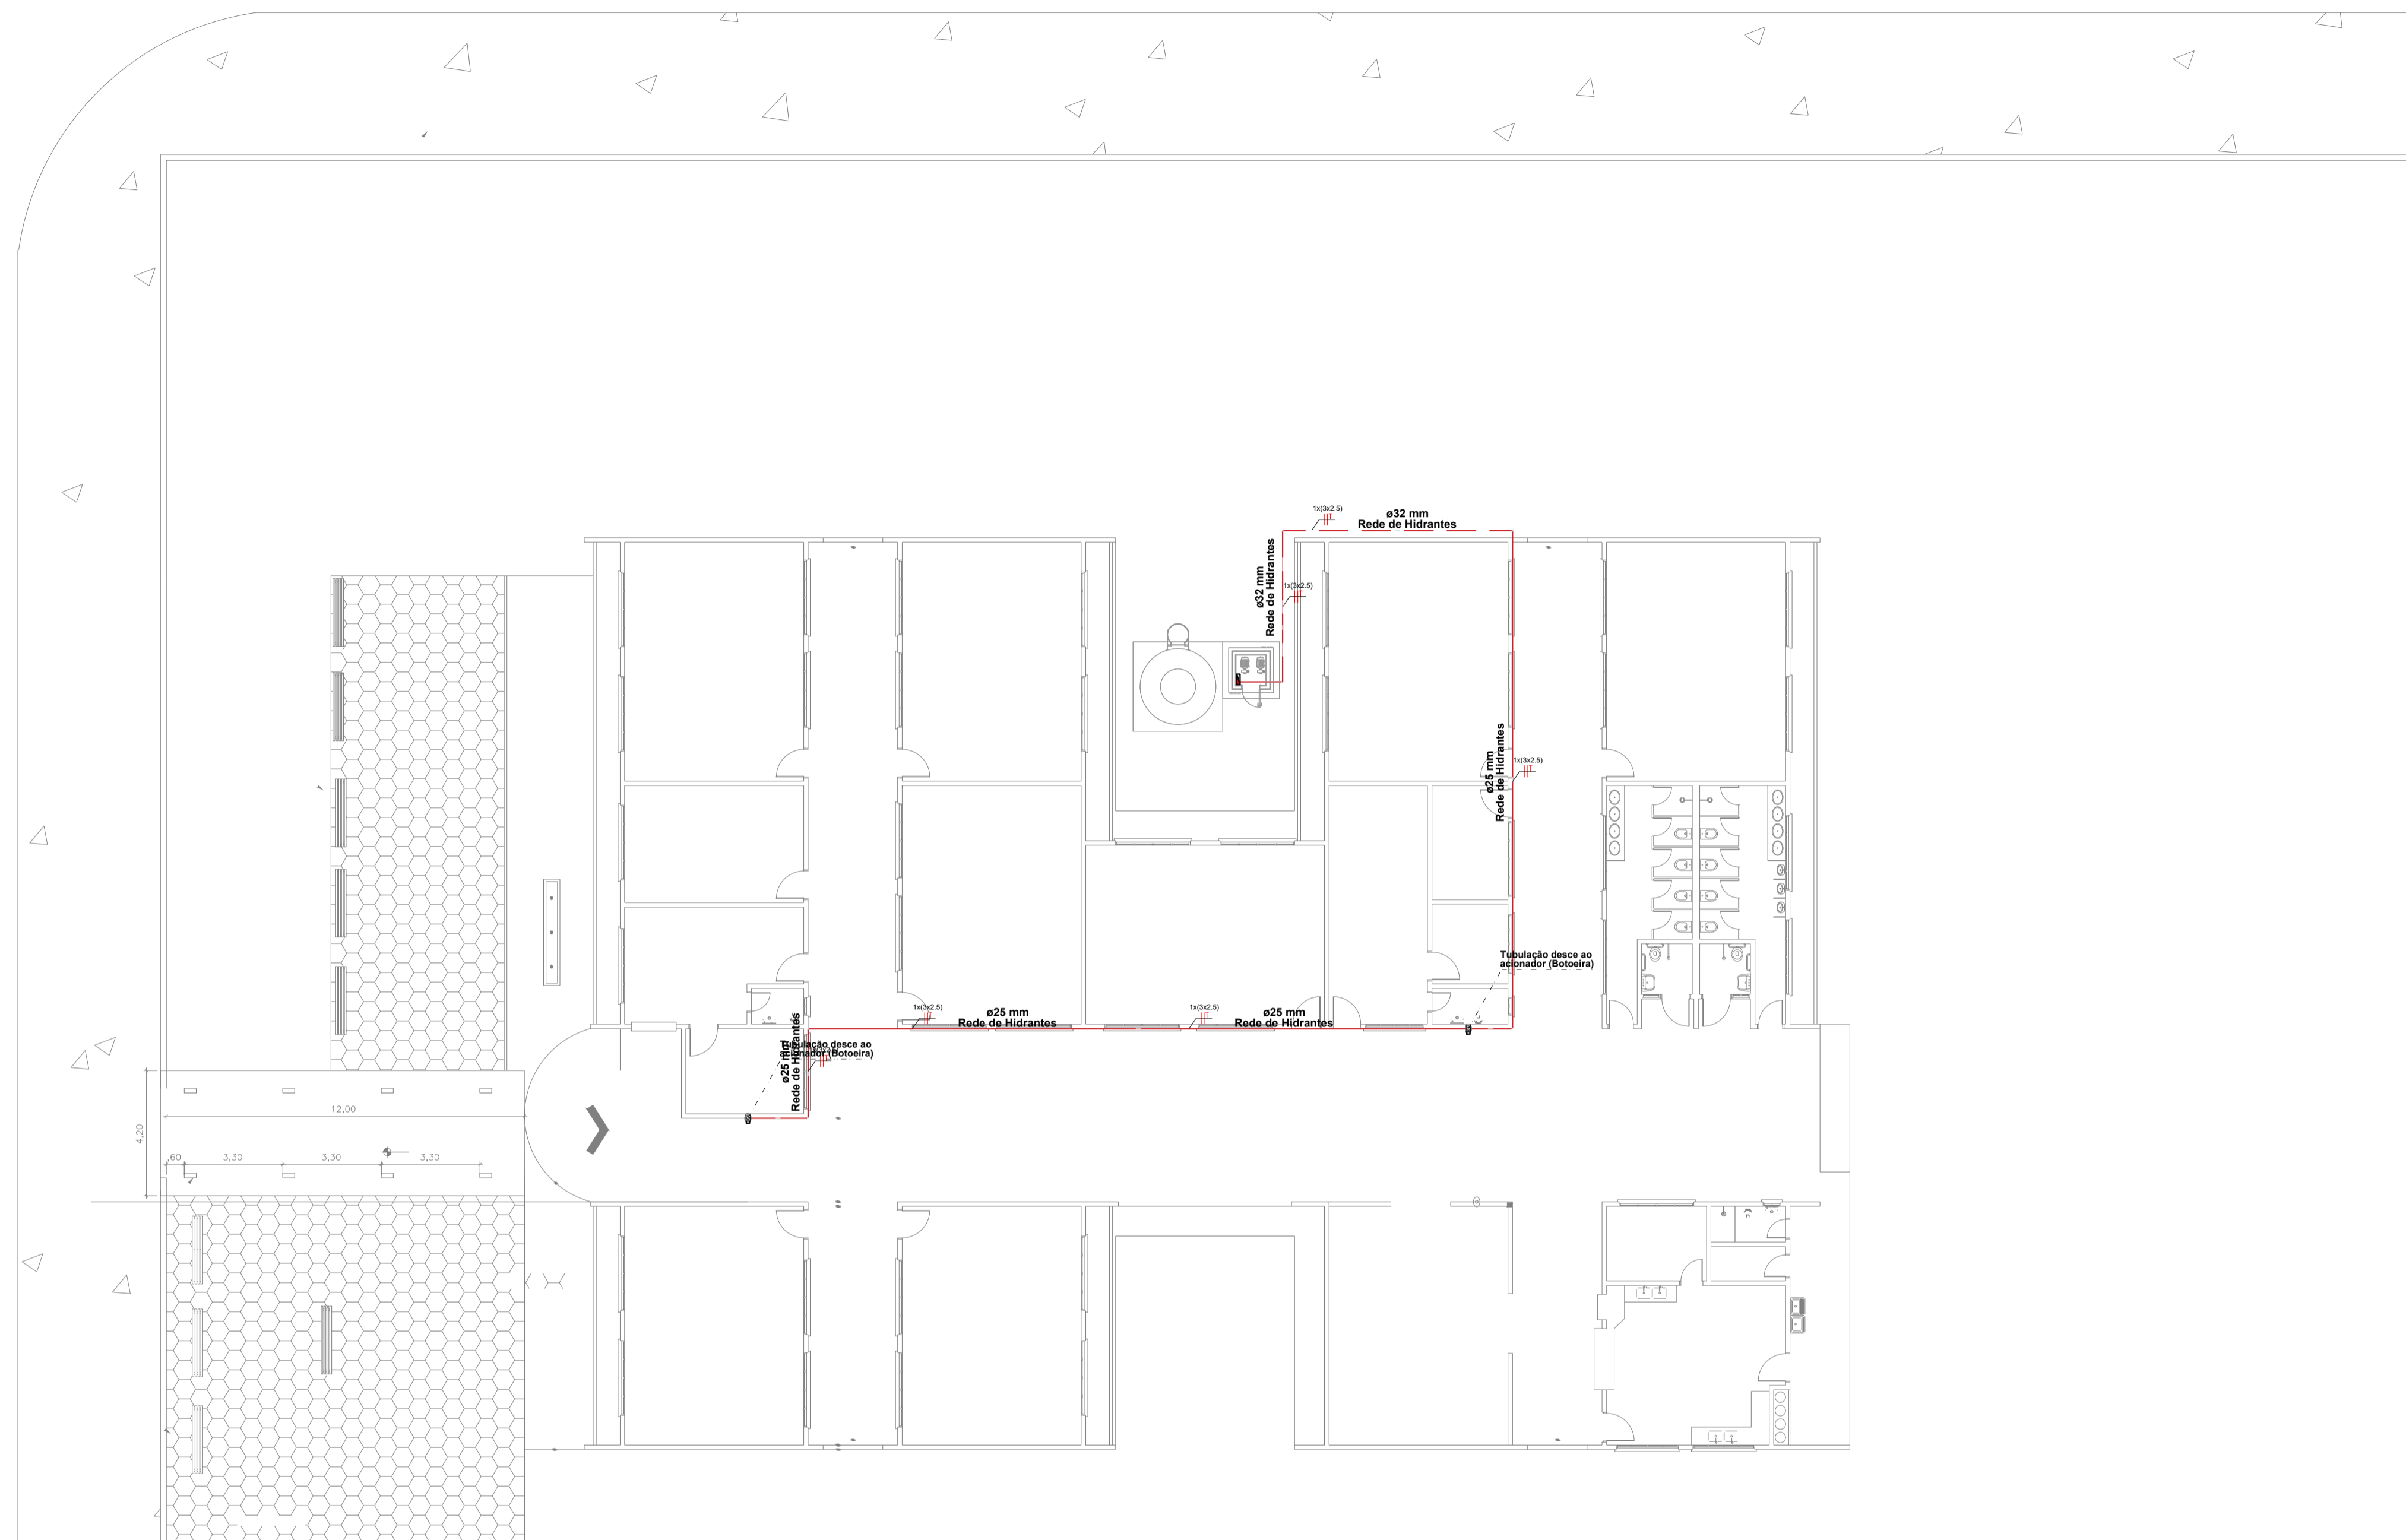 1x(3x2.5)
ø32 mm
Rede de Hidrantes
ø32 mm
Rede de Hidrantes
1x(3x2.5)
ø25 mm
Rede de Hidrantes
1x(3x2.5)
Tubulação desce ao
acionador (Botoeira)
1x(3x2.5)
ø25 mm
Rede de Hidrantes
1x(3x2.5)
ø25 mm
Rede de Hidrantes
ø25 mm
Rede de Hidrantes
Tubulação desce ao
acionador (Botoeira)
12,00
4,20
,60
3,30
3,30
3,30